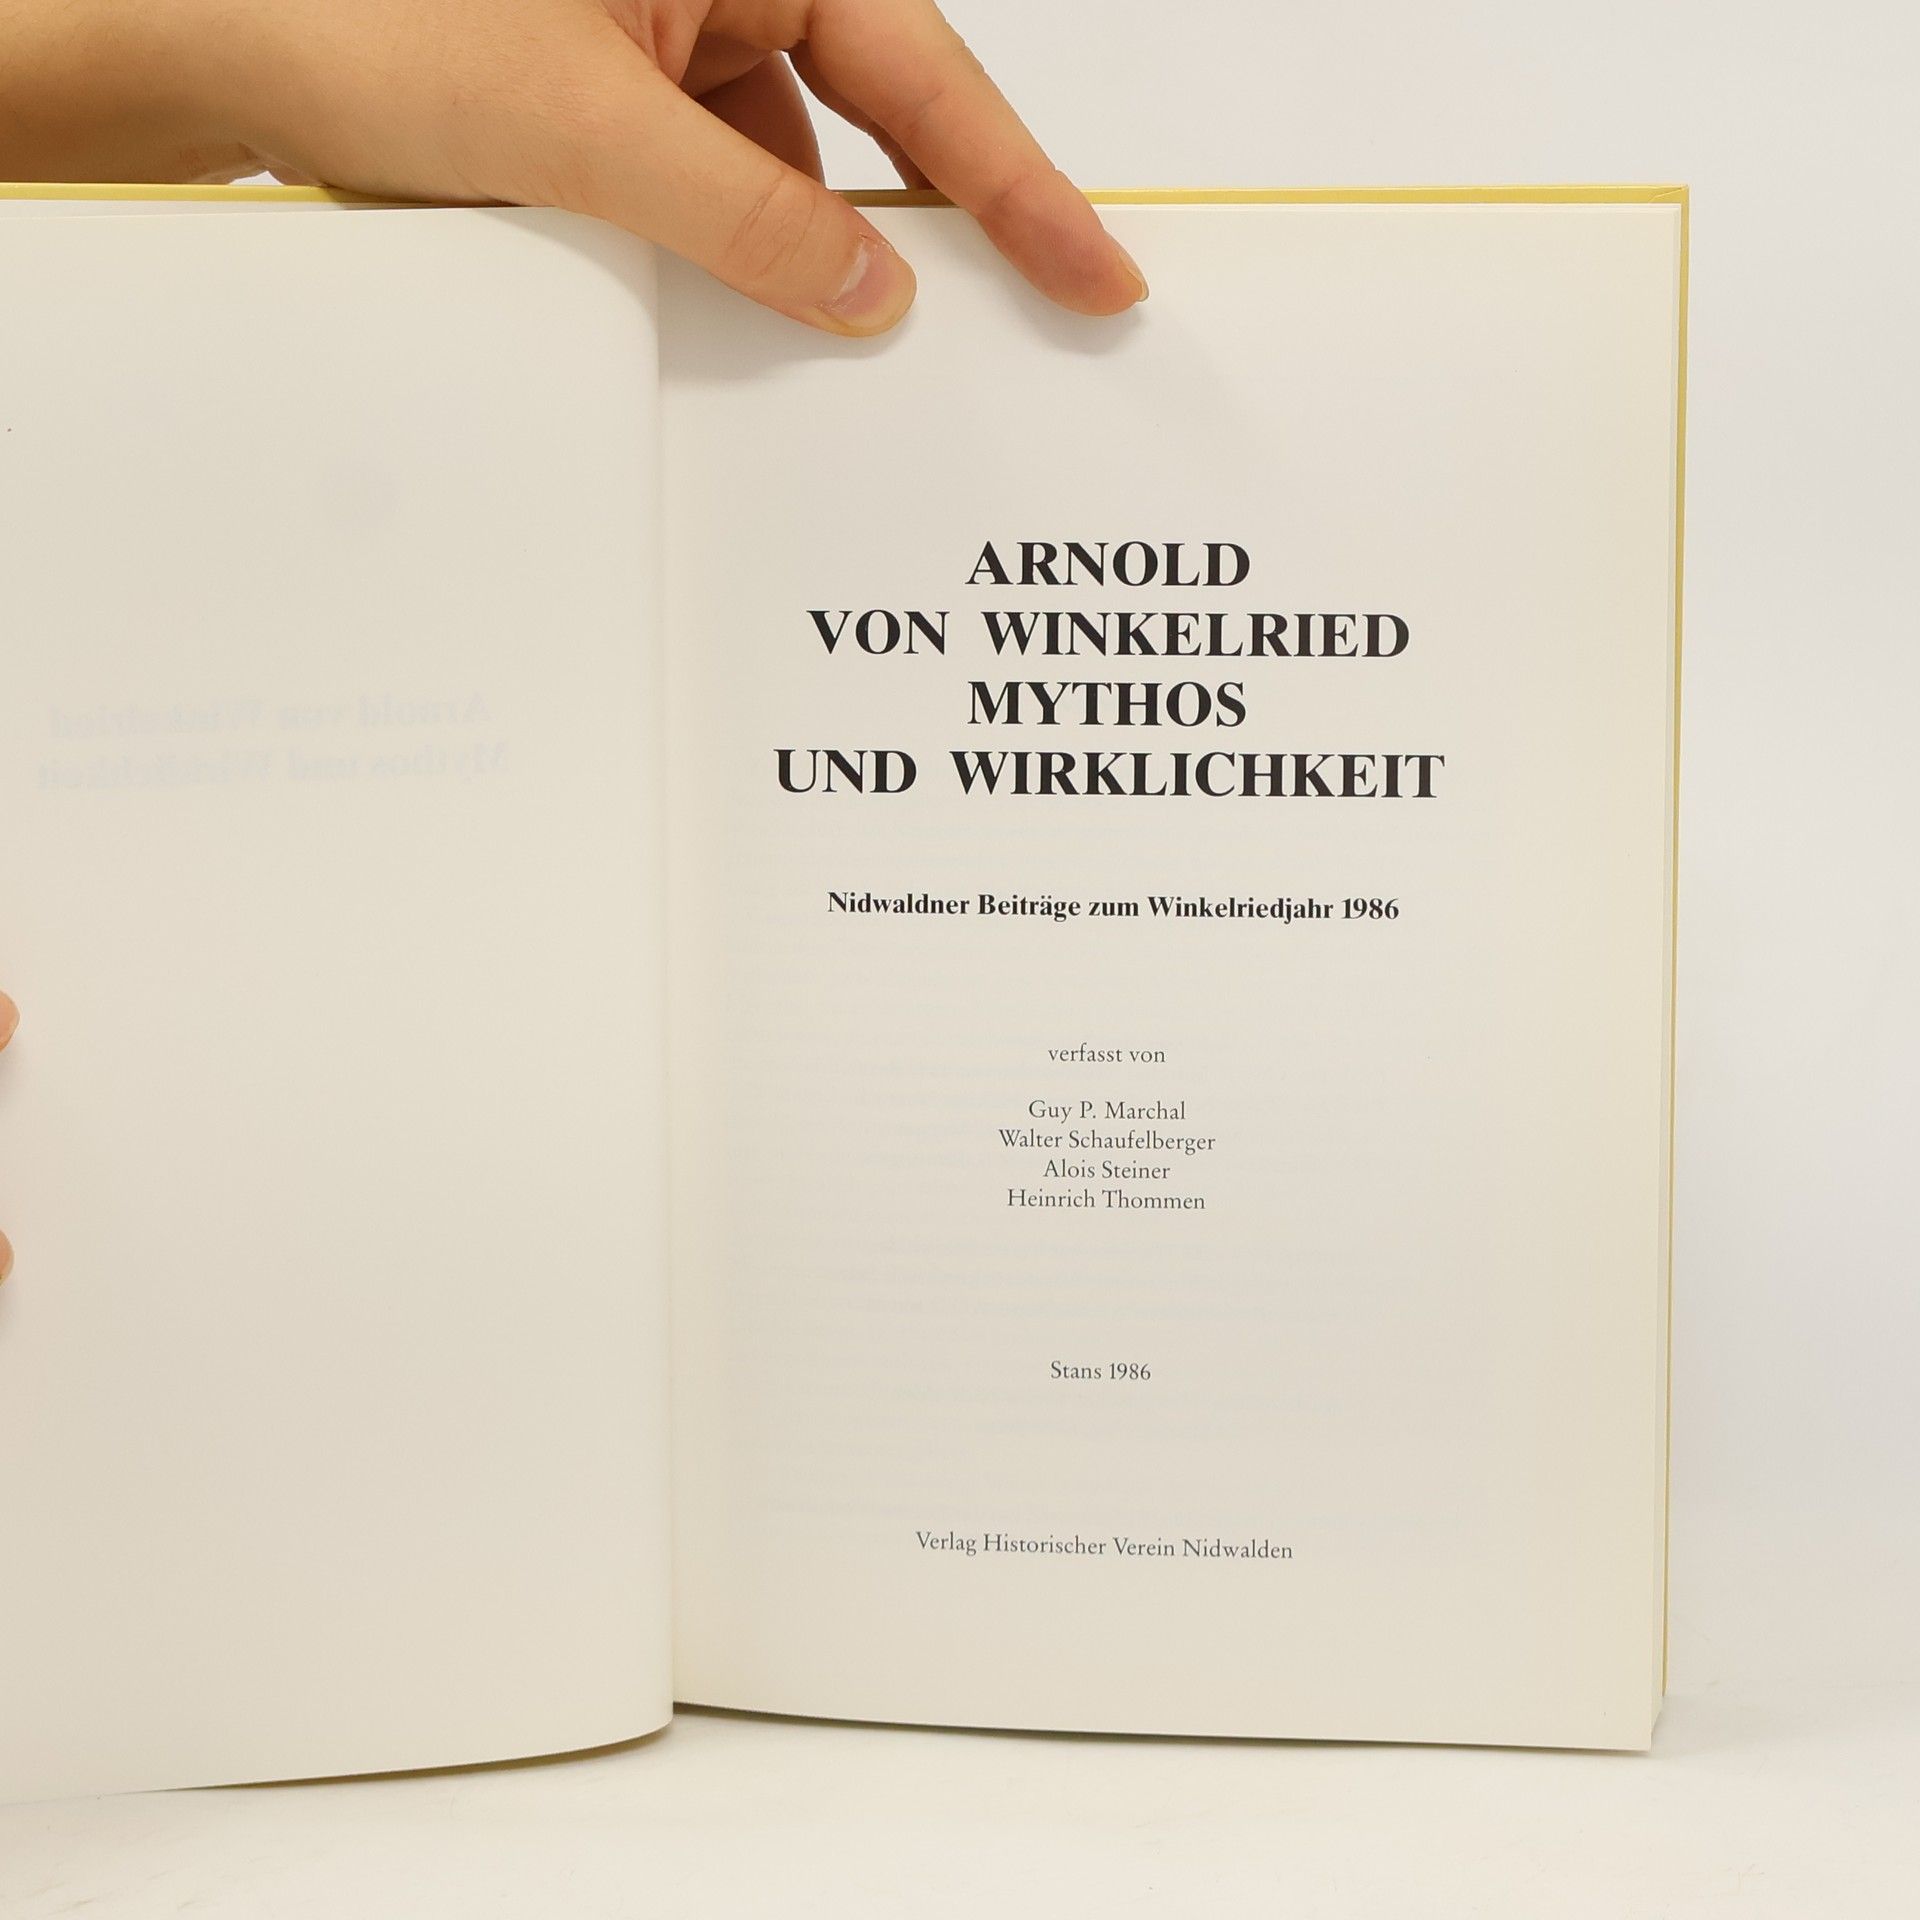 ARNOLD
VON WINKELRIED
MYTHOS
UND WIRKLICHKEIT
Nidwaldner Beiträge zum Winkelriedjahr 1986
verfasst von
Guy P. Marchal
Walter Schaufelberger
Alois Steiner
Heinrich Thommen
Stans 1986
Verlag Historischer Verein Nidwalden